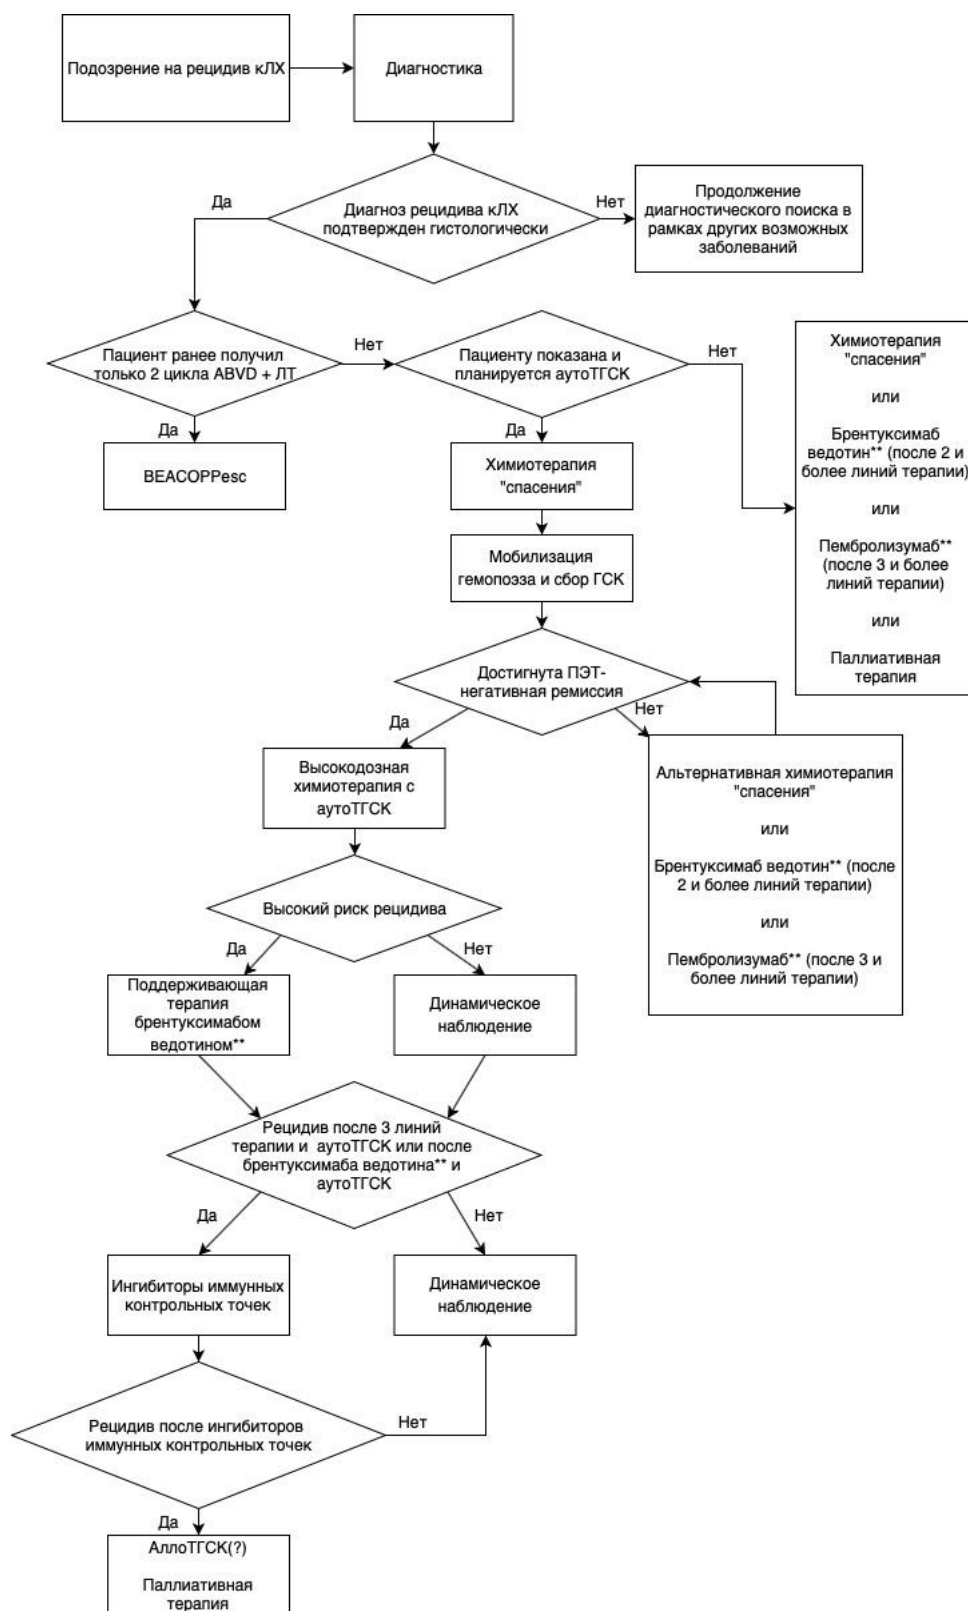 Подозрение на рецидив кЛХ
Диагностика
Диагноз рецидива кЛХ
подтвержден гистологически
Да
Нет
Продолжение
диагностического поиска в
рамках других возможных
заболеваний
Пациент ранее получил
только 2 цикла ABVD + ЛТ
Нет
Да
BEACOPPesc
Пациенту показана и
планируется аутоТГСК
Нет
Да
Химиотерапия
"спасения"
или
Брентуксимаб
ведотин** (после 2 и
более линий терапии)
или
Пембролизумаб**
(после 3 и более
линий терапии)
или
Паллиативная
терапия
Химиотерапия
"спасения"
Мобилизация
гемопоэза и сбор ГСК
Достигнута ПЭТ-
негативная ремиссия
Да
Нет
Альтернативная химиотерапия
"спасения"
или
Брентуксимаб ведотин** (после
2 и более линий терапии)
или
Пембролизумаб** (после 3 и
более линий терапии)
Высокодозная
химиотерапия с
аутоТГСК
Высокий риск рецидива
Да
Нет
Поддерживающая
терапия
брентуксимабом
ведотином**
Динамическое
наблюдение
Рецидив после 3 линий
терапии и аутоТГСК или после
брентуксимаба ведотина** и
аутоТГСК
Да
Нет
Ингибиторы иммунных
контрольных точек
Динамическое
наблюдение
Рецидив после ингибиторов
иммунных контрольных точек
Нет
Да
АллоТГСК(?)
Паллиативная
терапия